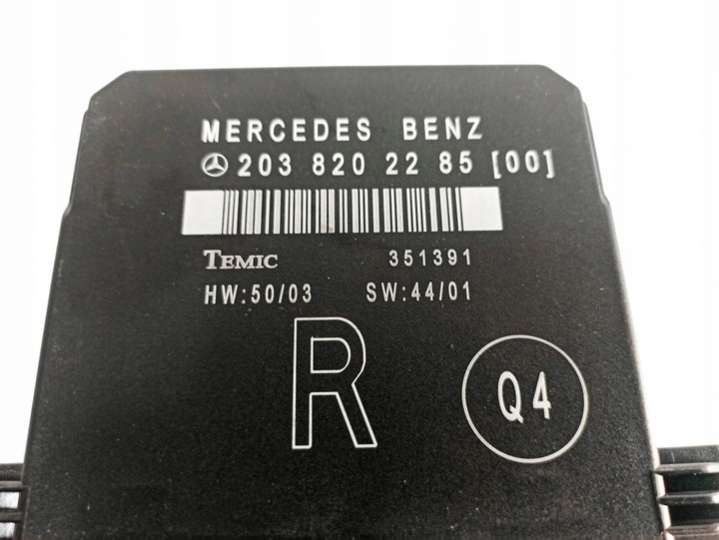 MERCEDES BENZ
203 820 22 85 [00]
TEMIC 351391
HW:50/03 SW:44/01
R
Q4